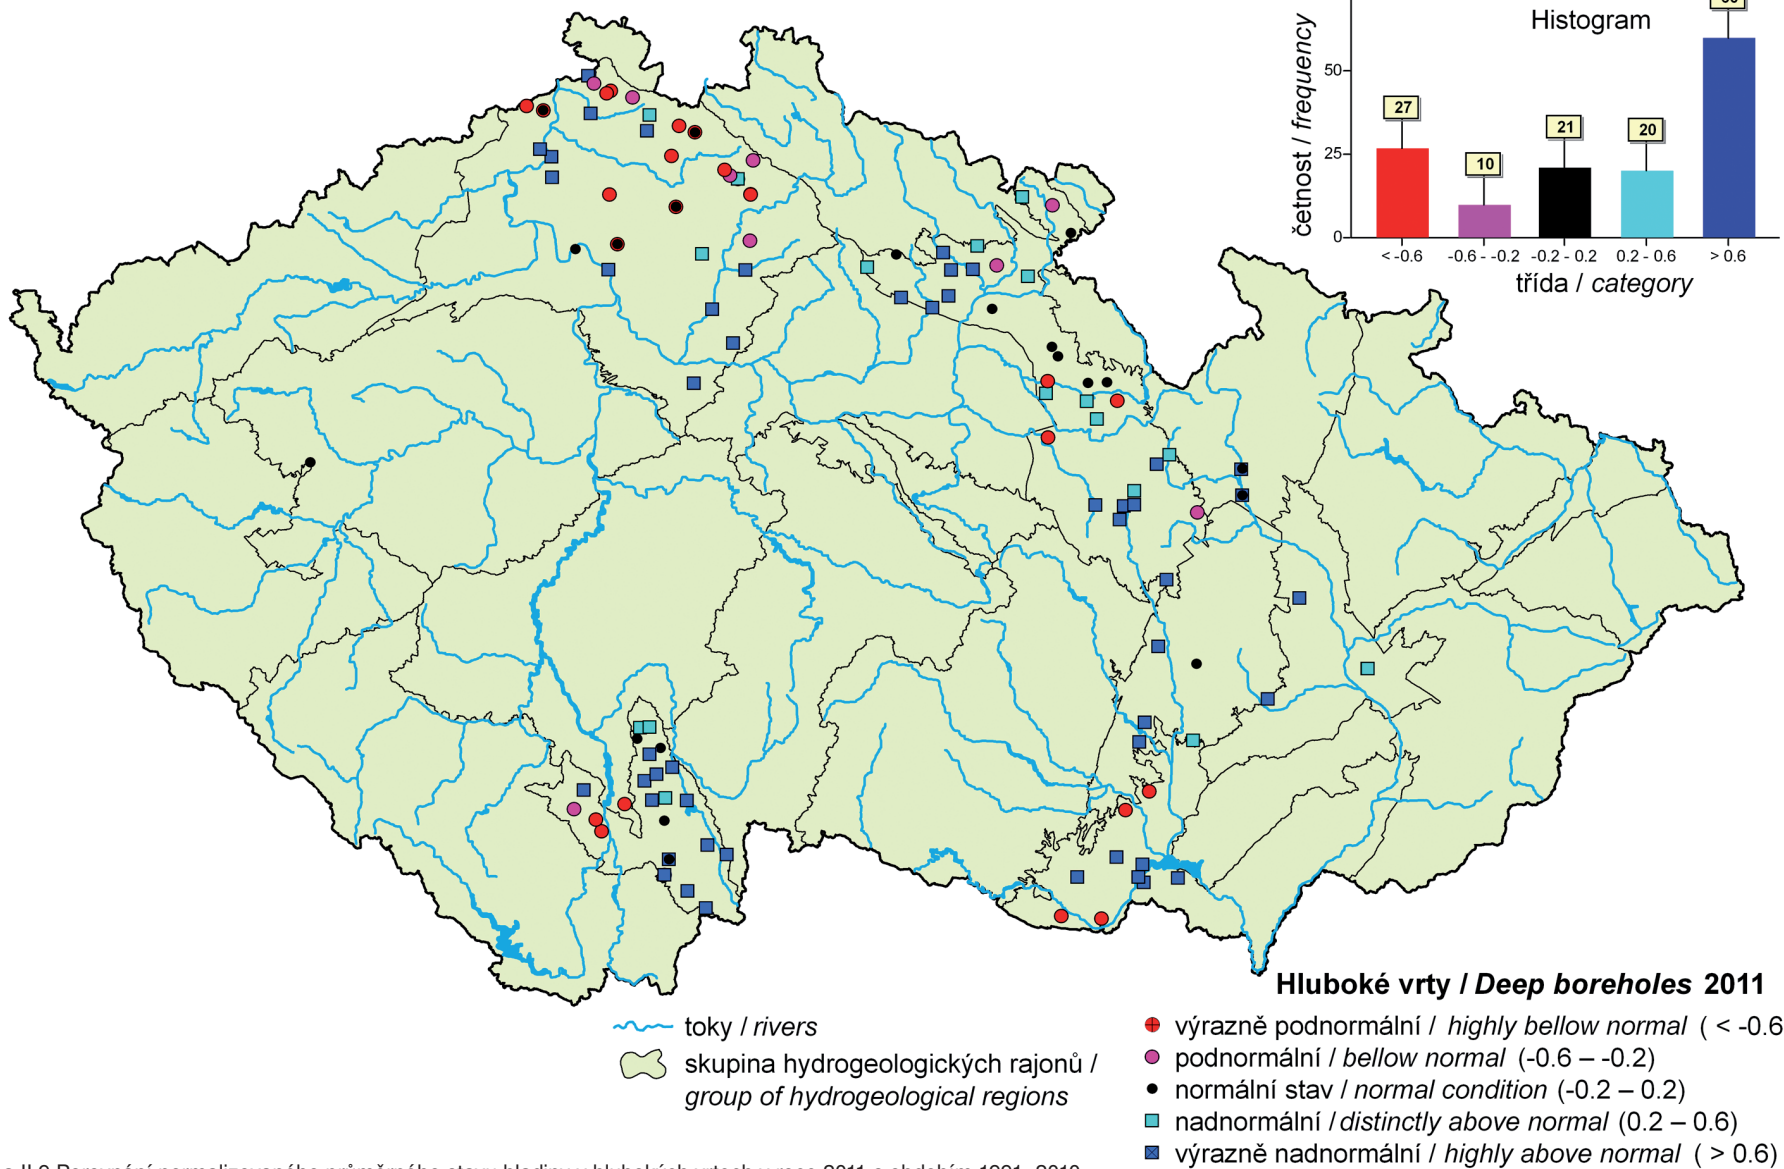 Histogram
četnost / frequency
50
25
0
27
10
21
20
< -0.6
-0.6 – -0.2
-0.2 – 0.2
0.2 – 0.6
> 0.6
třída / category
Hluboké vrty / Deep boreholes 2011
toky / rivers
skupina hydrogeologických rajonů /
group of hydrogeological regions
výrazně podnormální / highly bellow normal ( < -0.6
podnormální / bellow normal (-0.6 – -0.2)
normální stav / normal condition (-0.2 – 0.2)
nadnormální / distinctly above normal (0.2 – 0.6)
výrazně nadnormální / highly above normal ( > 0.6)